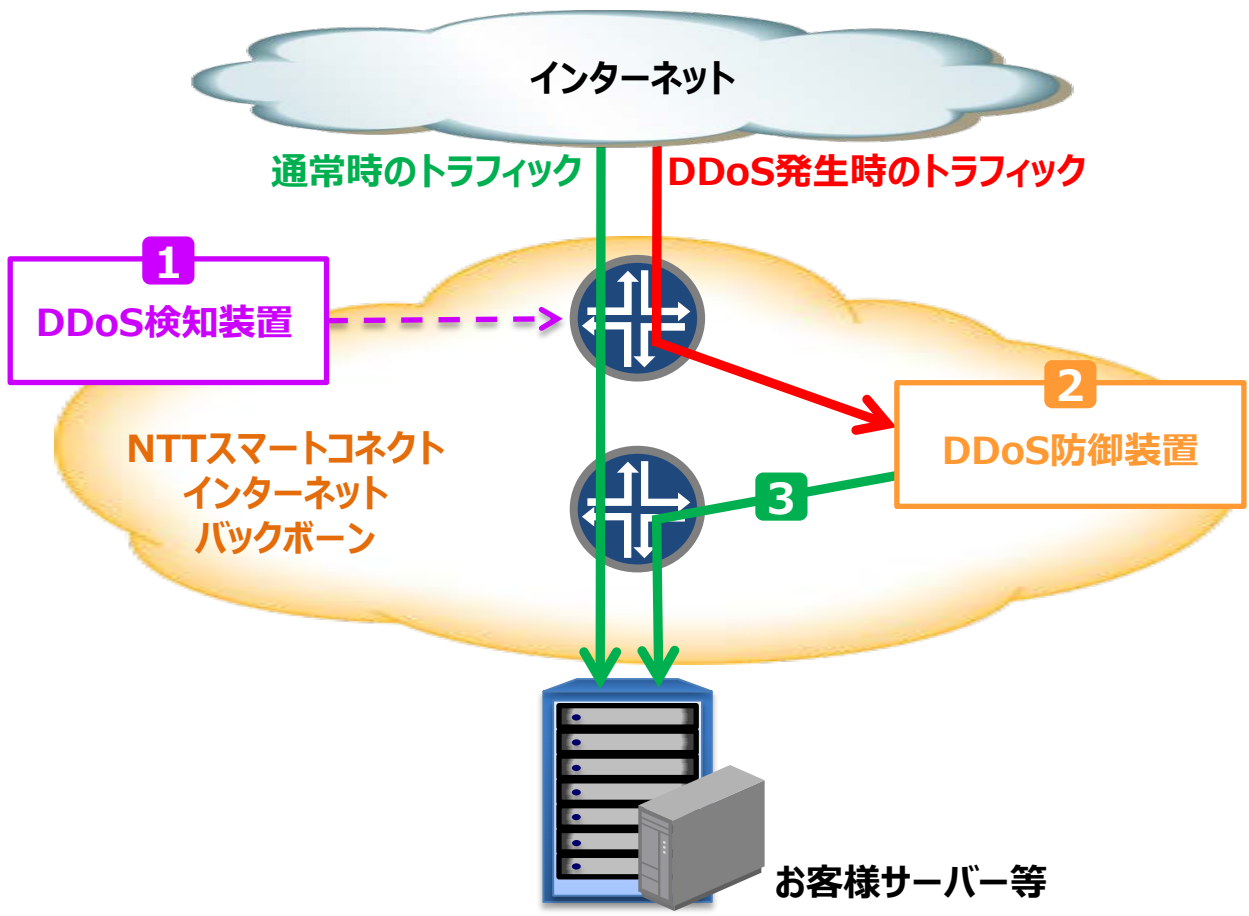 インターネット
通常時のトラフィック
DDoS発生時のトラフィック
1
DDoS検知装置
2
DDoS防御装置
NTTスマートコネクト
インターネット
バックボーン
3
お客様サーバー等